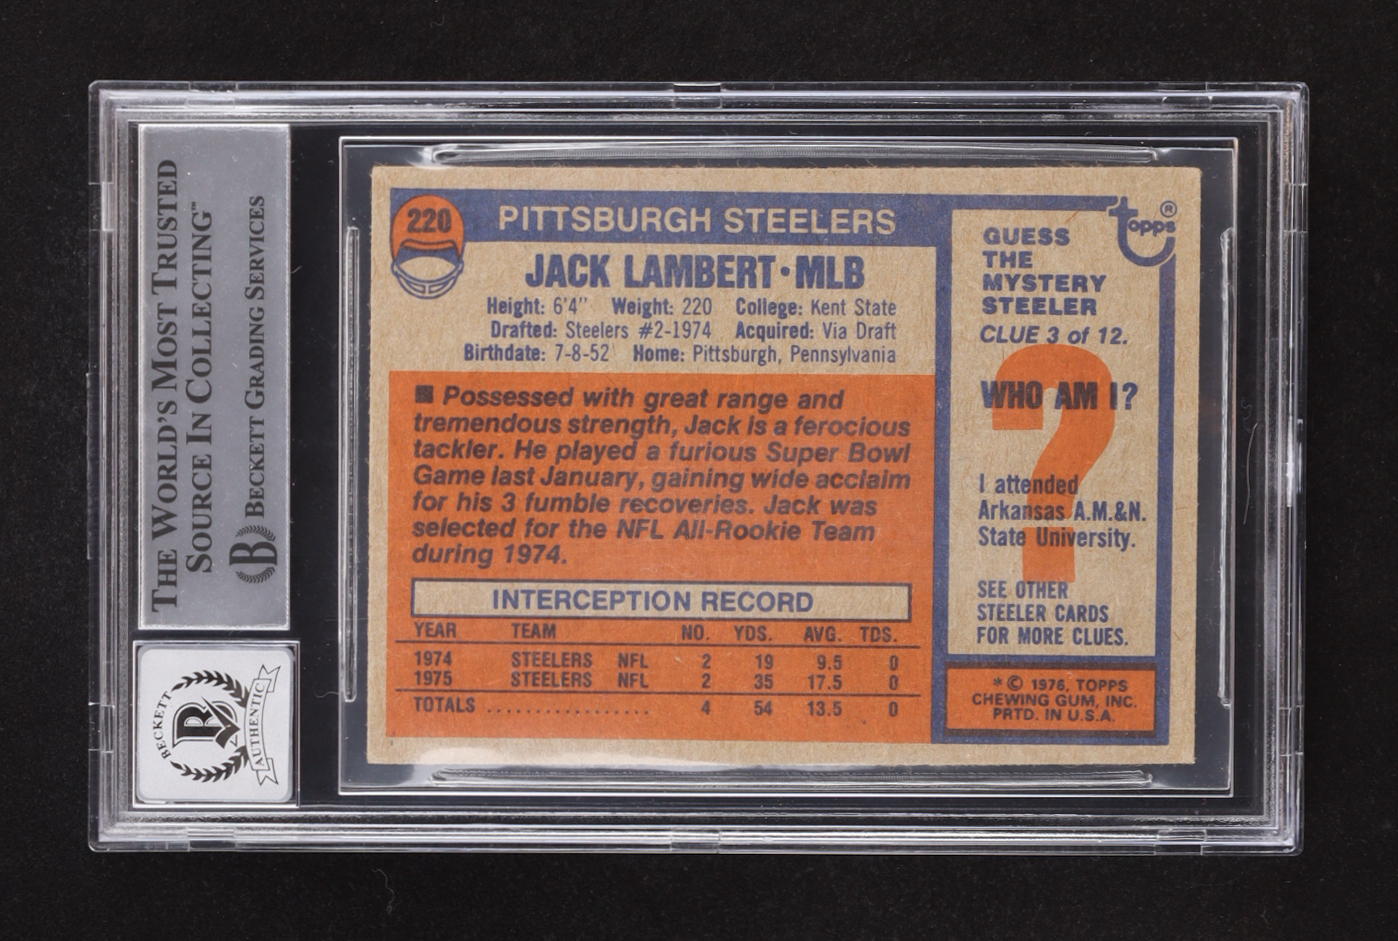 THE WORLD'S MOST TRUSTED
SOURCE IN COLLECTING™
BECKETT GRADING SERVICES
B
BECKETT
B
AUTHENTIC
220
PITTSBURGH STEELERS
JACK LAMBERT•MLB
Height: 6'4" Weight: 220 College: Kent State
Drafted: Steelers #2-1974 Acquired: Via Draft
Birthdate: 7-8-52 Home: Pittsburgh, Pennsylvania
■ Possessed with great range and
tremendous strength, Jack is a ferocious
tackler. He played a furious Super Bowl
Game last January, gaining wide acclaim
for his 3 fumble recoveries. Jack was
selected for the NFL All-Rookie Team
during 1974.
INTERCEPTION RECORD
YEAR TEAM NO. YDS. AVG. TDS.
1974 STEELERS NFL 2 19 9.5 0
1975 STEELERS NFL 2 35 17.5 0
TOTALS ................. 4 54 13.5 0
topps®
GUESS
THE
MYSTERY
STEELER
CLUE 3 of 12.
?
WHO AM I?
I attended
Arkansas A.M.&N.
State University.
SEE OTHER
STEELER CARDS
FOR MORE CLUES.
* © 1976, TOPPS
CHEWING GUM, INC.
PRTD. IN U.S.A.